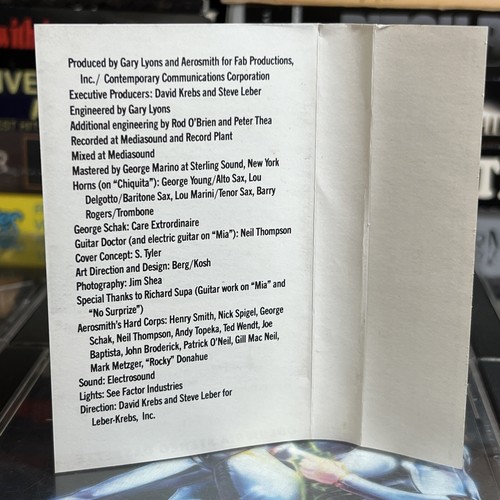 Produced by Gary Lyons and Aerosmith for Fab Productions,
Inc./ Contemporary Communications Corporation
Executive Producers: David Krebs and Steve Leber
Engineered by Gary Lyons
Additional engineering by Rod O'Brien and Peter Thea
Recorded at Mediasound and Record Plant
Mixed at Mediasound
Mastered by George Marino at Sterling Sound, New York
Horns (on "Chiquita"): George Young/Alto Sax, Lou
Delgotto/Baritone Sax, Lou Marini/Tenor Sax, Barry
Rogers/Trombone
George Schak: Care Extrordinaire
Guitar Doctor (and electric guitar on "Mia"): Neil Thompson
Cover Concept: S. Tyler
Art Direction and Design: Berg/Kosh
Photography: Jim Shea
Special Thanks to Richard Supa (Guitar work on "Mia" and
"No Surprize")
Aerosmith's Hard Corps: Henry Smith, Nick Spigel, George
Schak, Neil Thompson, Andy Topeka, Ted Wendt, Joe
Baptista, John Broderick, Patrick O'Neil, Gill Mac Neil,
Mark Metzger, "Rocky" Donahue
Sound: Electrosound
Lights: See Factor Industries
Direction: David Krebs and Steve Leber for
Leber-Krebs, Inc.